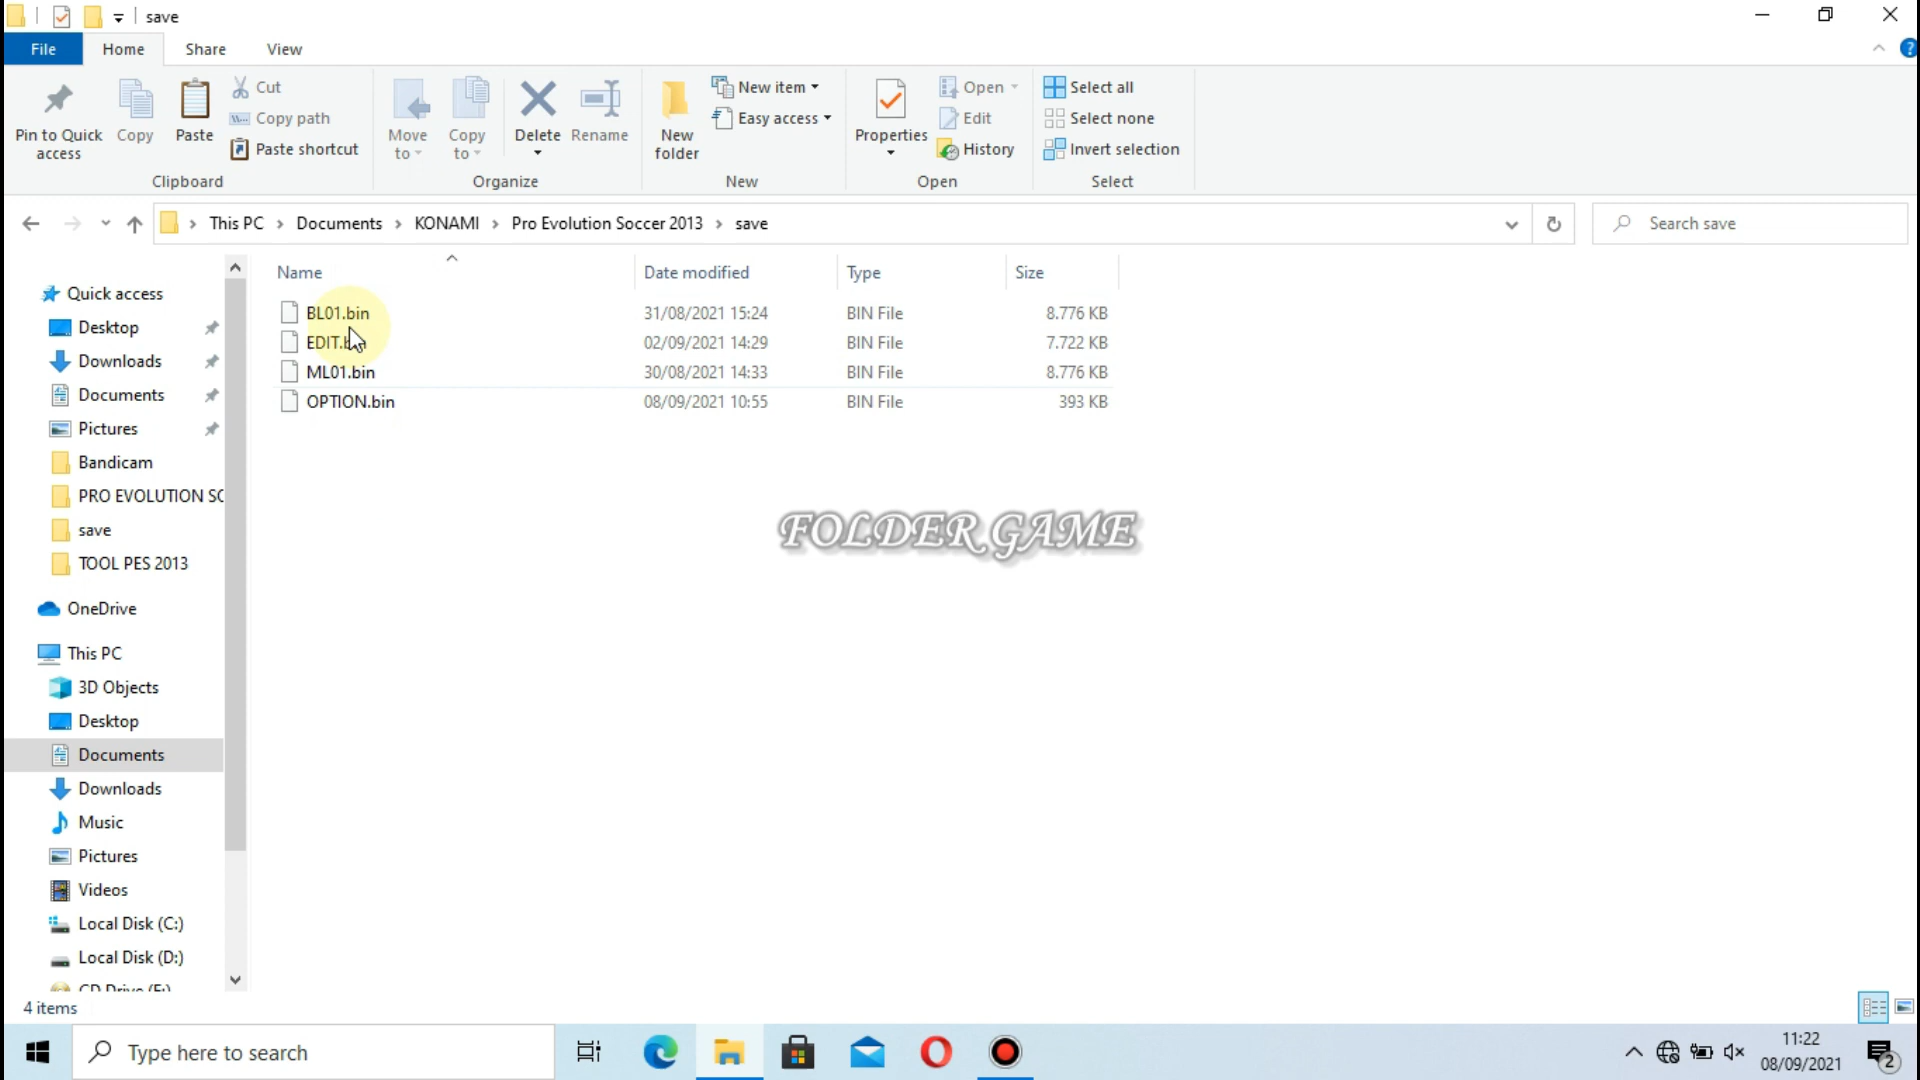 save
File Home Share View
Pin to Quick access
Copy
Paste
Cut
Copy path
Paste shortcut
Clipboard
Move to
Copy to
Delete
Rename
Organize
New folder
New item
Easy access
New
Properties
Open
Edit
History
Open
Select all
Select none
Invert selection
Select
This PC > Documents > KONAMI > Pro Evolution Soccer 2013 > save
Search save
Name Date modified Type Size
BL01.bin 31/08/2021 15:24 BIN File 8.776 KB
EDIT.b 02/09/2021 14:29 BIN File 7.722 KB
ML01.bin 30/08/2021 14:33 BIN File 8.776 KB
OPTION.bin 08/09/2021 10:55 BIN File 393 KB
FOLDER GAME
Quick access
Desktop
Downloads
Documents
Pictures
Bandicam
PRO EVOLUTION SC
save
TOOL PES 2013
OneDrive
This PC
3D Objects
Desktop
Documents
Downloads
Music
Pictures
Videos
Local Disk (C:)
Local Disk (D:)
4 items
Type here to search
11:22
08/09/2021
2